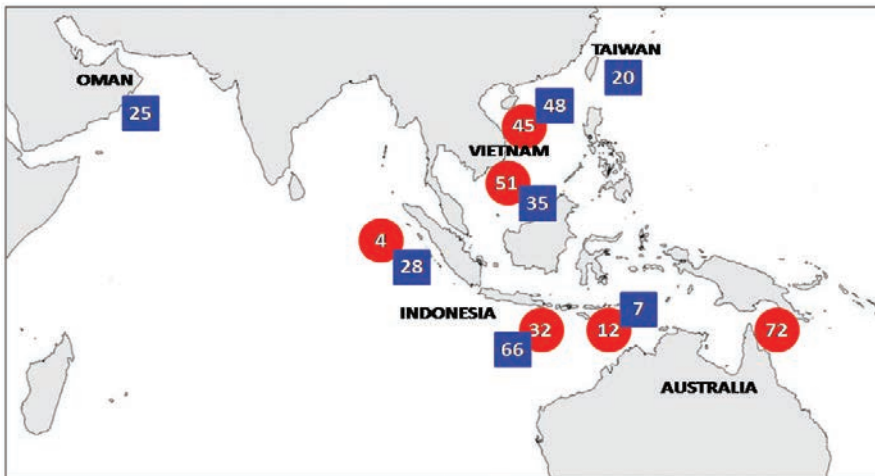 TAIWAN
OMAN
20
25
48
45
VIETNAM
51
35
4
28
7
INDONESIA
32
12
72
66
AUSTRALIA